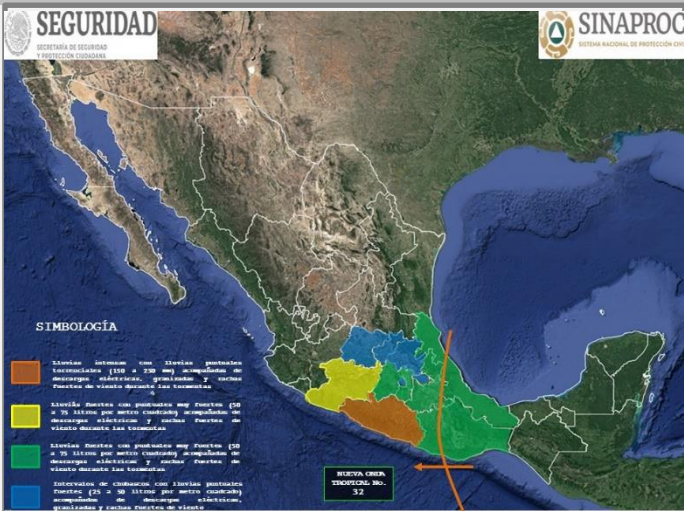 SEGURIDAD
SECRETARÍA DE SEGURIDAD
Y PROTECCIÓN CIUDADANA
SINAPROC
SISTEMA NACIONAL DE PROTECCIÓN CIVI
SIMBOLOGÍA
Lluvias intensas con lluvias puntuales
torrenciales (150 a 250 mm) acompañadas de
descargas eléctricas, granizadas y rachas
fuertes de viento durante las tormentas
Lluvias fuertes con puntuales muy fuertes (50
a 75 litros por metro cuadrado) acompañadas de
descargas eléctricas y rachas fuertes de
viento durante las tormentas
Lluvias fuertes con puntuales muy fuertes (50
a 75 litros por metro cuadrado) acompañadas de
descargas eléctricas y rachas fuertes de
viento durante las tormentas
Intervalos de chubascos con lluvias puntuales
fuertes (25 a 50 litros por metro cuadrado)
acompañados de descargas eléctricas,
granizadas y rachas fuertes de viento
NUEVA ONDA
TROPICAL No.
32